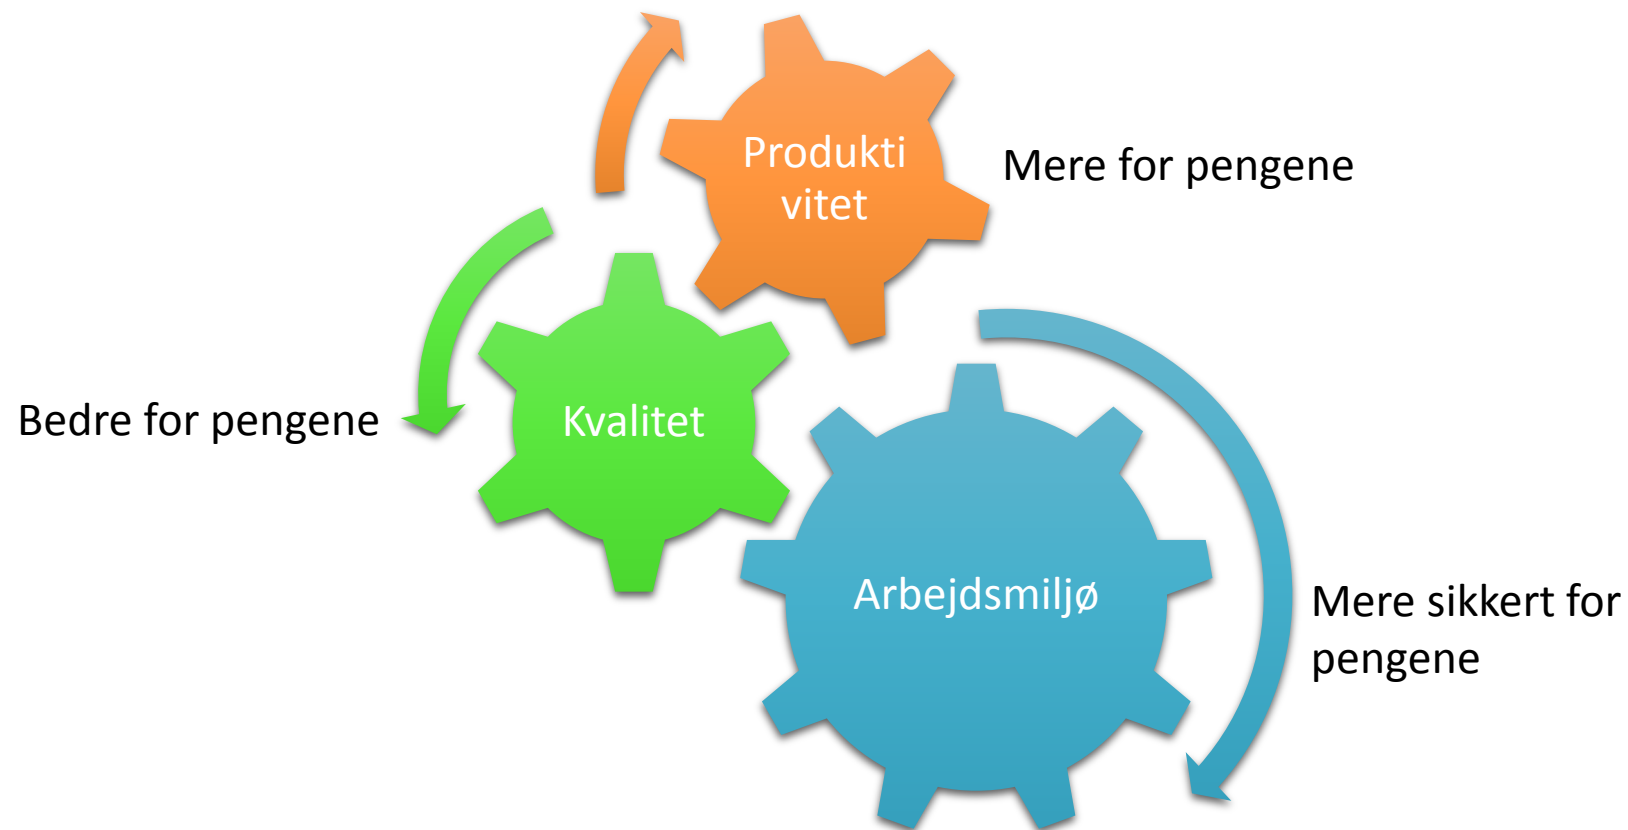 Produkti
vitet
Mere for pengene
Bedre for pengene
Kvalitet
Arbejdsmiljø
Mere sikkert for
pengene